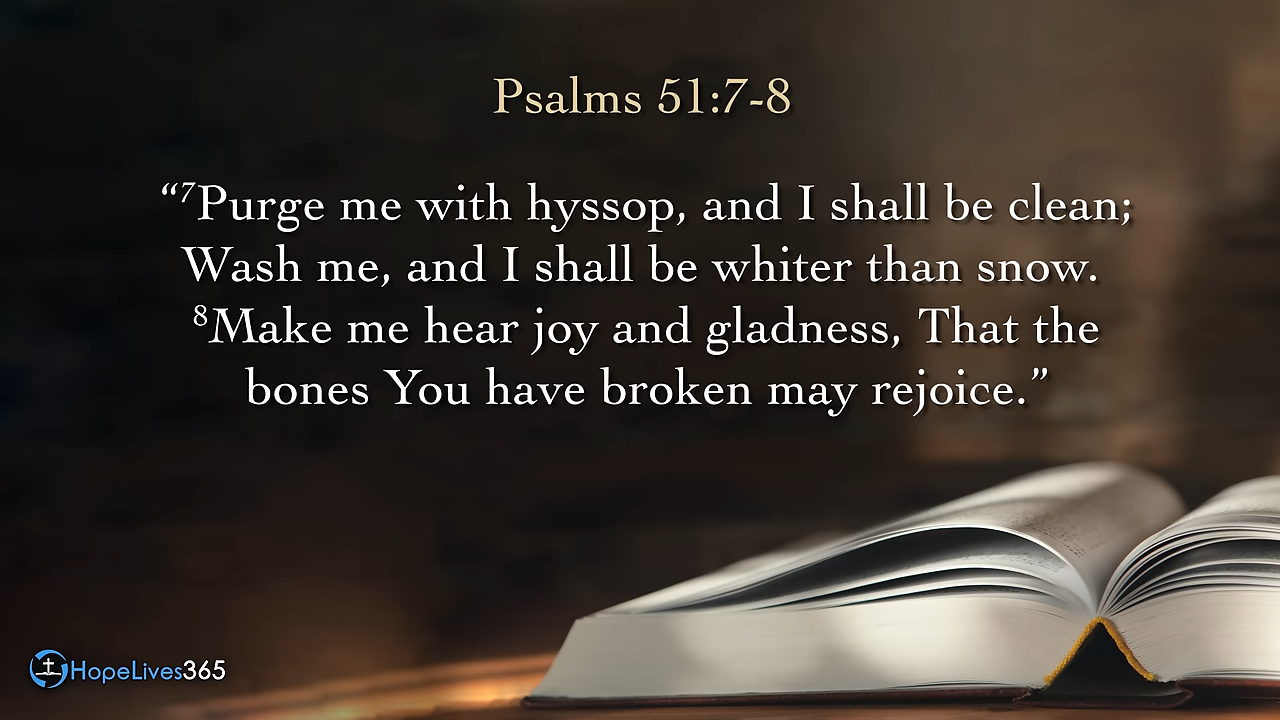 Psalms 51:7-8
“⁷Purge me with hyssop, and I shall be clean;
Wash me, and I shall be whiter than snow.
⁸Make me hear joy and gladness, That the
bones You have broken may rejoice.”
HopeLives365